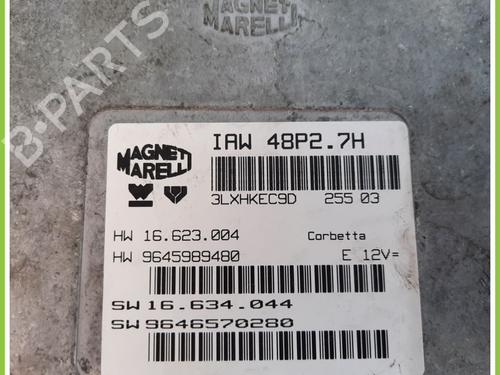 MAGNETI
MARELLI
B-PARTS
MAGNETI
MARELLI
IAW 48P2.7H
3LXHKEC9D 255 03
HW 16.623.004 Corbetta
HW 9645989480 E 12V=
SW 16.634.044
SW 9646570280